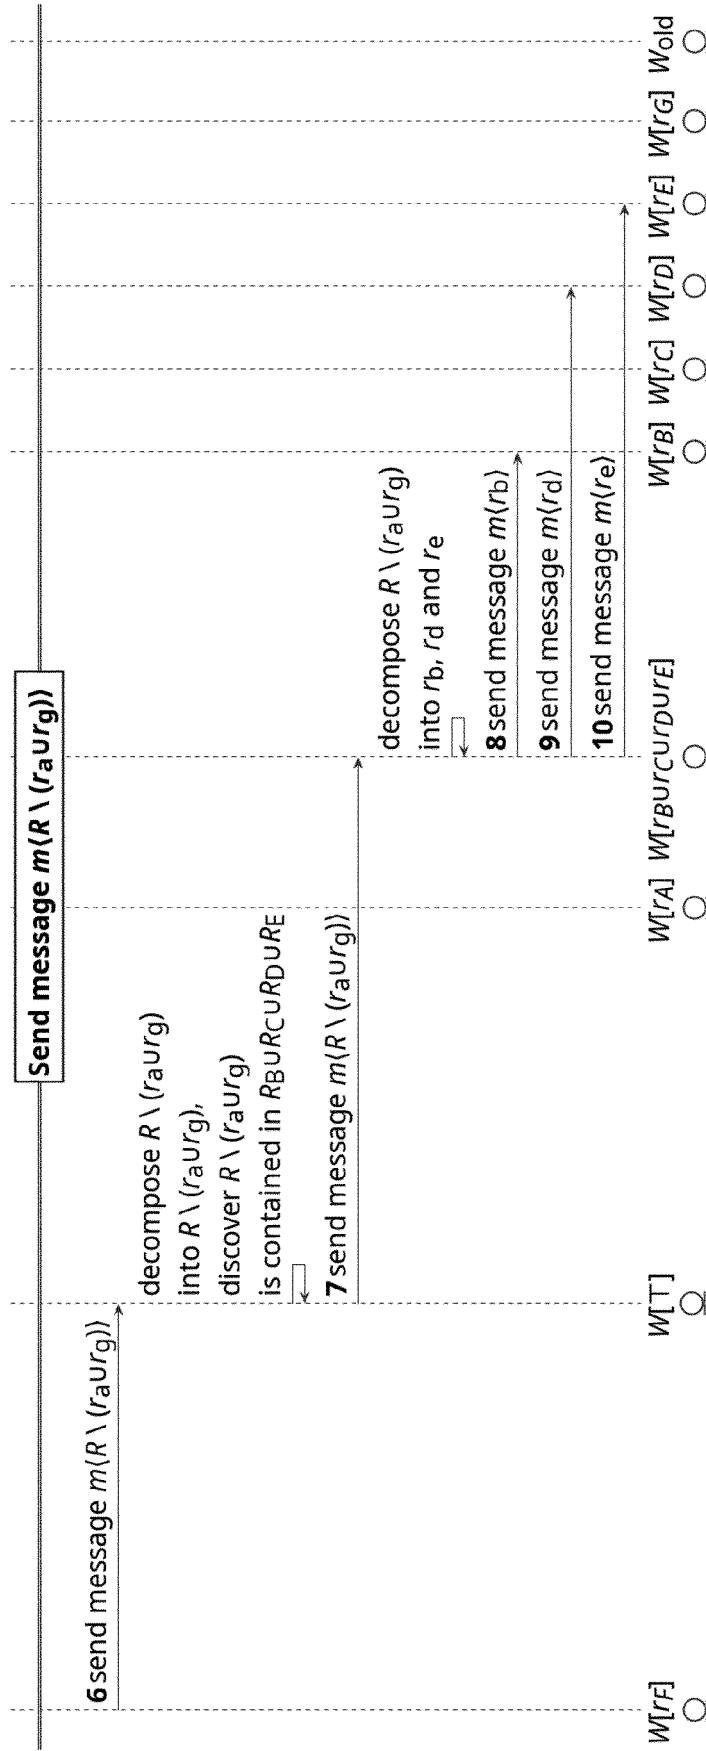 Send message m(R \ (raurg))
6 send message m(R \ (raurg))
decompose R \ (raurg)
into R \ (raurg),
discover R \ (raurg)
is contained in RBURCURDURE
7 send message m(R \ (raurg))
decompose R \ (raurg)
into rb, rd and re
8 send message m(rb)
9 send message m(rd)
10 send message m(re)
W[rF]
W[T]
W[rA]
W[rBurCurDurE]
W[rB]
W[rC]
W[rD]
W[rE]
W[rG]
Wold